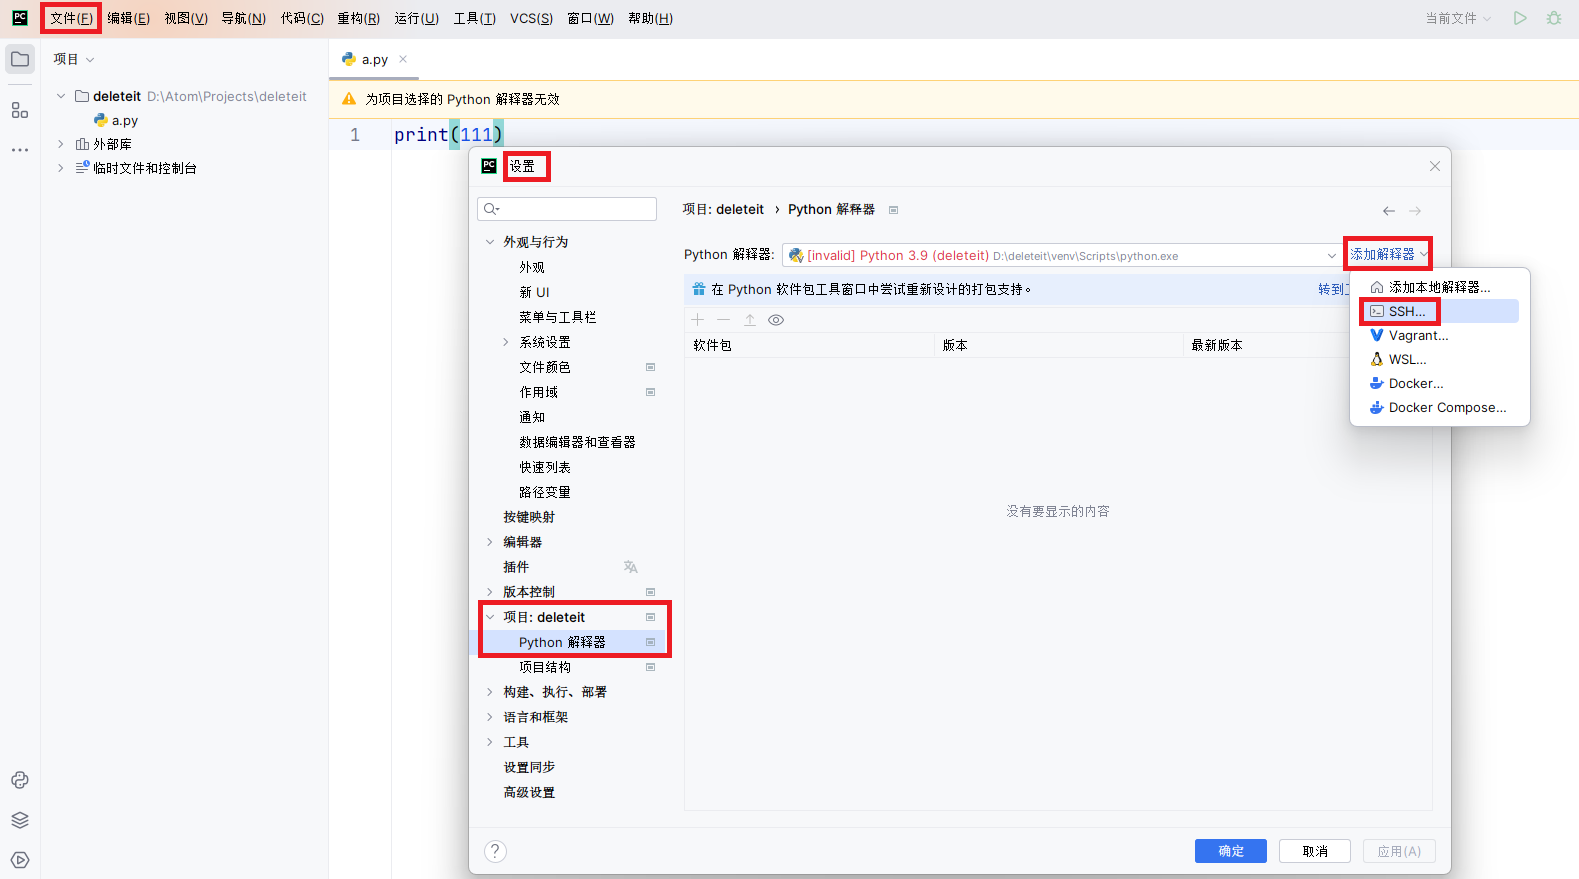 文件(F) 编辑(E) 视图(V) 导航(N) 代码(C) 重构(R) 运行(U) 工具(T) VCS(S) 窗口(W) 帮助(H) 当前文件
项目
a.py
deleteit D:\Atom\Projects\deleteit
a.py
外部库
临时文件和控制台
为项目选择的 Python 解释器无效
1 print(111)
设置
项目: deleteit › Python 解释器
外观与行为
外观
新 UI
菜单与工具栏
系统设置
文件颜色
作用域
通知
数据编辑器和查看器
快速列表
路径变量
按键映射
编辑器
插件
版本控制
项目: deleteit
Python 解释器
项目结构
构建、执行、部署
语言和框架
工具
设置同步
高级设置
Python 解释器: [invalid] Python 3.9 (deleteit) D:\deleteit\venv\Scripts\python.exe 添加解释器
在 Python 软件包工具窗口中尝试重新设计的打包支持。 转到
软件包 版本 最新版本
没有要显示的内容
添加本地解释器...
SSH...
Vagrant...
WSL...
Docker...
Docker Compose...
? 确定 取消 应用(A)